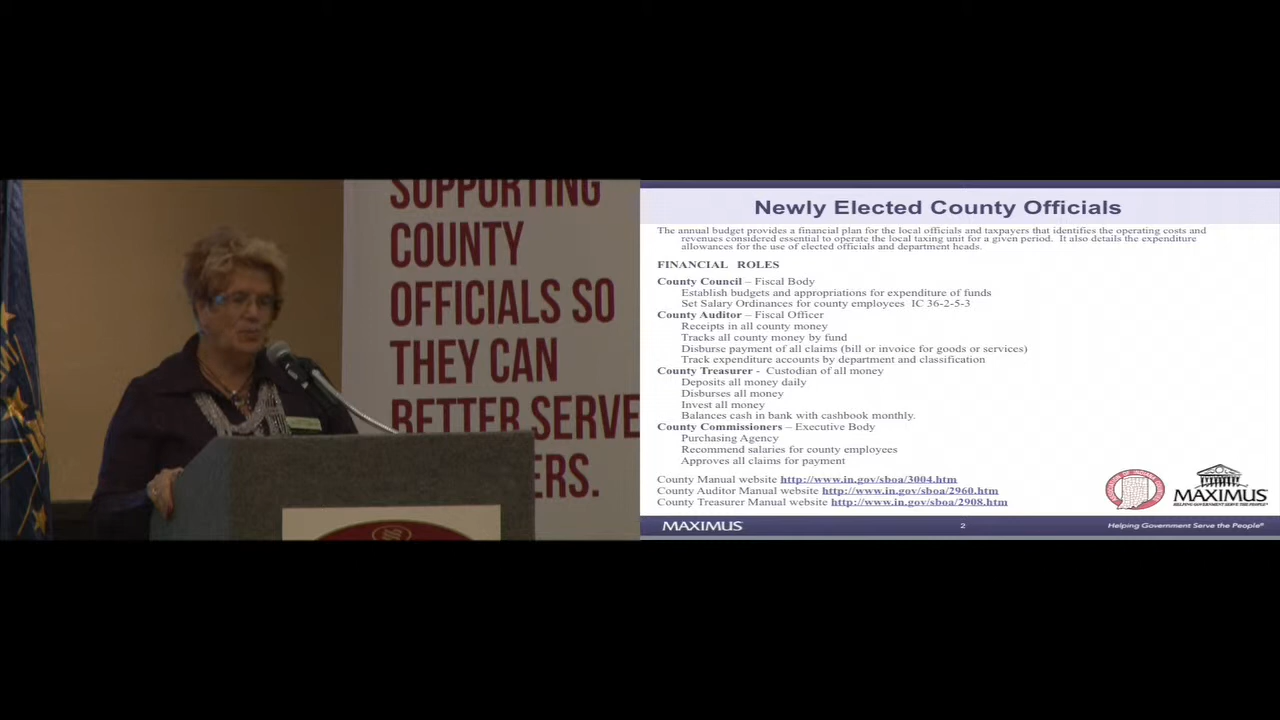 SUPPORTING
COUNTY
OFFICIALS SO
THEY CAN
BETTER SERVE
ERS.
Newly Elected County Officials
The annual budget provides a financial plan for the local officials and taxpayers that identifies the operating costs and
revenues considered essential to operate the local taxing unit for a given period. It also details the expenditure
allowances for the use of elected officials and department heads.
FINANCIAL ROLES
County Council – Fiscal Body
Establish budgets and appropriations for expenditure of funds
Set Salary Ordinances for county employees IC 36-2-5-3
County Auditor – Fiscal Officer
Receipts in all county money
Tracks all county money by fund
Disburse payment of all claims (bill or invoice for goods or services)
Track expenditure accounts by department and classification
County Treasurer - Custodian of all money
Deposits all money daily
Disburses all money
Invest all money
Balances cash in bank with cashbook monthly.
County Commissioners – Executive Body
Purchasing Agency
Recommend salaries for county employees
Approves all claims for payment
County Manual website http://www.in.gov/sboa/3004.htm
County Auditor Manual website http://www.in.gov/sboa/2960.htm
County Treasurer Manual website http://www.in.gov/sboa/2908.htm
MAXIMUS
HELPING GOVERNMENT SERVE THE PEOPLE®
MAXIMUS
2
Helping Government Serve the People®